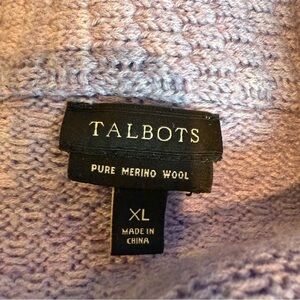 TALBOTS
PURE MERINO WOOL
XL
MADE IN
CHINA